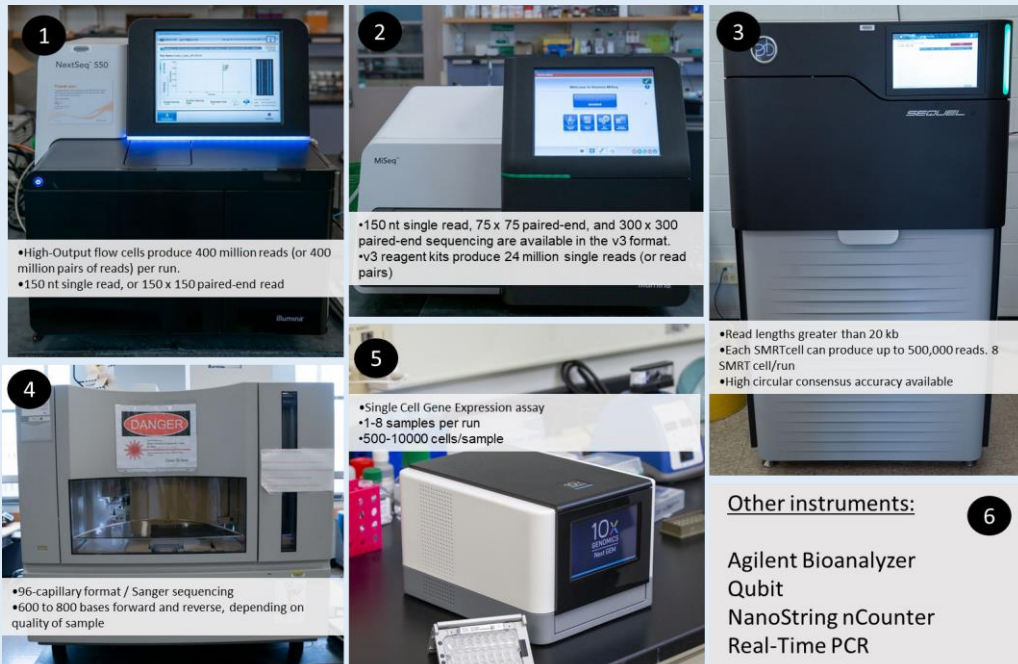 1
NextSeq™ 550
•High-Output flow cells produce 400 million reads (or 400
million pairs of reads) per run.
•150 nt single read, or 150 x 150 paired-end read
illumina
2
MiSeq™
•150 nt single read, 75 x 75 paired-end, and 300 x 300
paired-end sequencing are available in the v3 format.
•v3 reagent kits produce 24 million single reads (or read
pairs)
illumina
3
SEQUEL
•Read lengths greater than 20 kb
•Each SMRTcell can produce up to 500,000 reads. 8
SMRT cell/run
•High circular consensus accuracy available
4
DANGER
•96-capillary format / Sanger sequencing
•600 to 800 bases forward and reverse, depending on
quality of sample
5
•Single Cell Gene Expression assay
•1-8 samples per run
•500-10000 cells/sample
10x
GENOMICS
Next GEM
6
Other instruments:
Agilent Bioanalyzer
Qubit
NanoString nCounter
Real-Time PCR